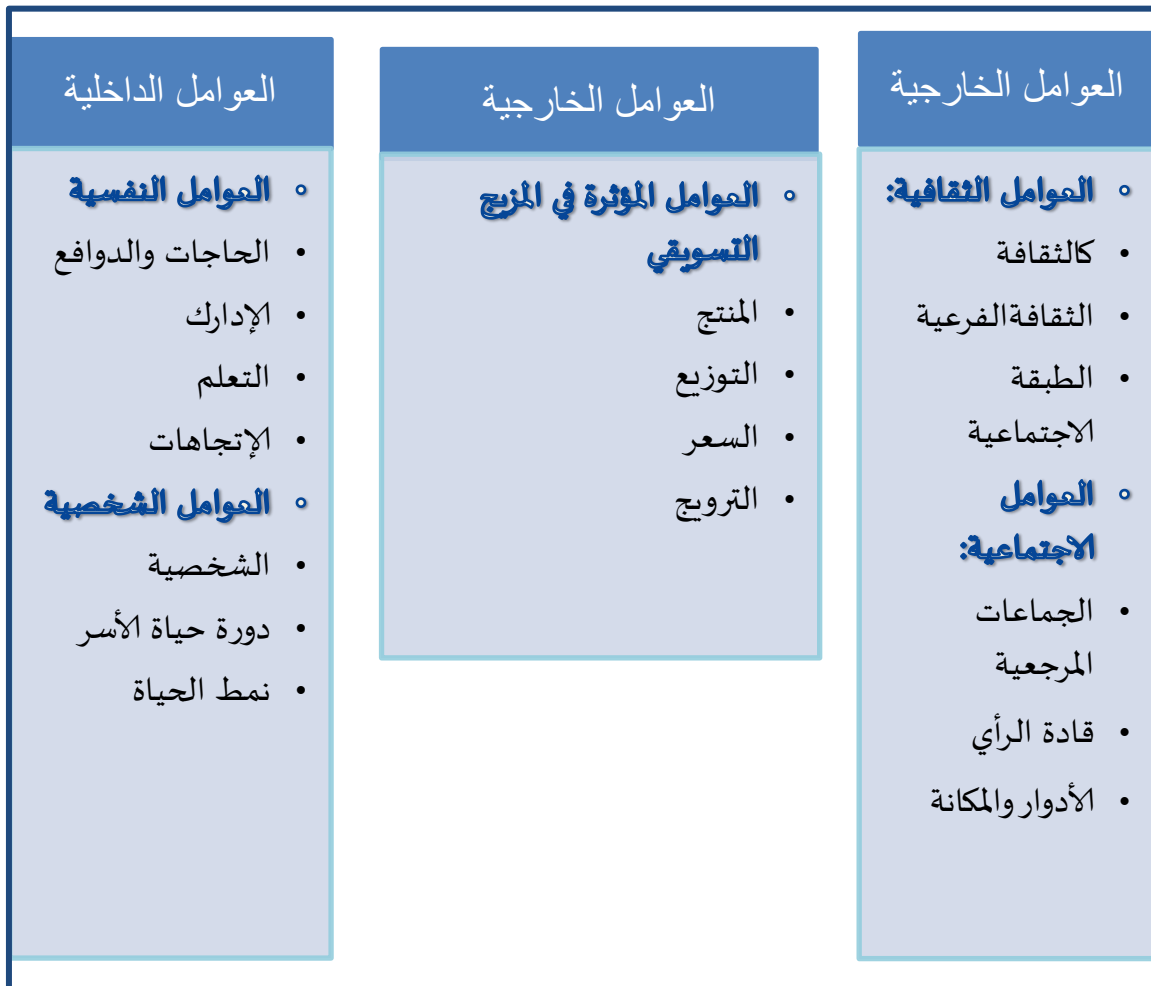 العوامل الخارجية
العوامل الثقافية:
كالثقافة
الثقافةالفرعية
الطبقة
الاجتماعية
العوامل
الاجتماعية:
الجماعات
المرجعية
قادة الرأي
الأدوار والمكانة
العوامل الخارجية
العوامل المؤثرة في المزيج
التسويقي
المنتج
التوزيع
السعر
الترويج
العوامل الداخلية
العوامل النفسية
الحاجات والدوافع
الإدارك
التعلم
الإتجاهات
العوامل الشخصية
الشخصية
دورة حياة الأسر
نمط الحياة